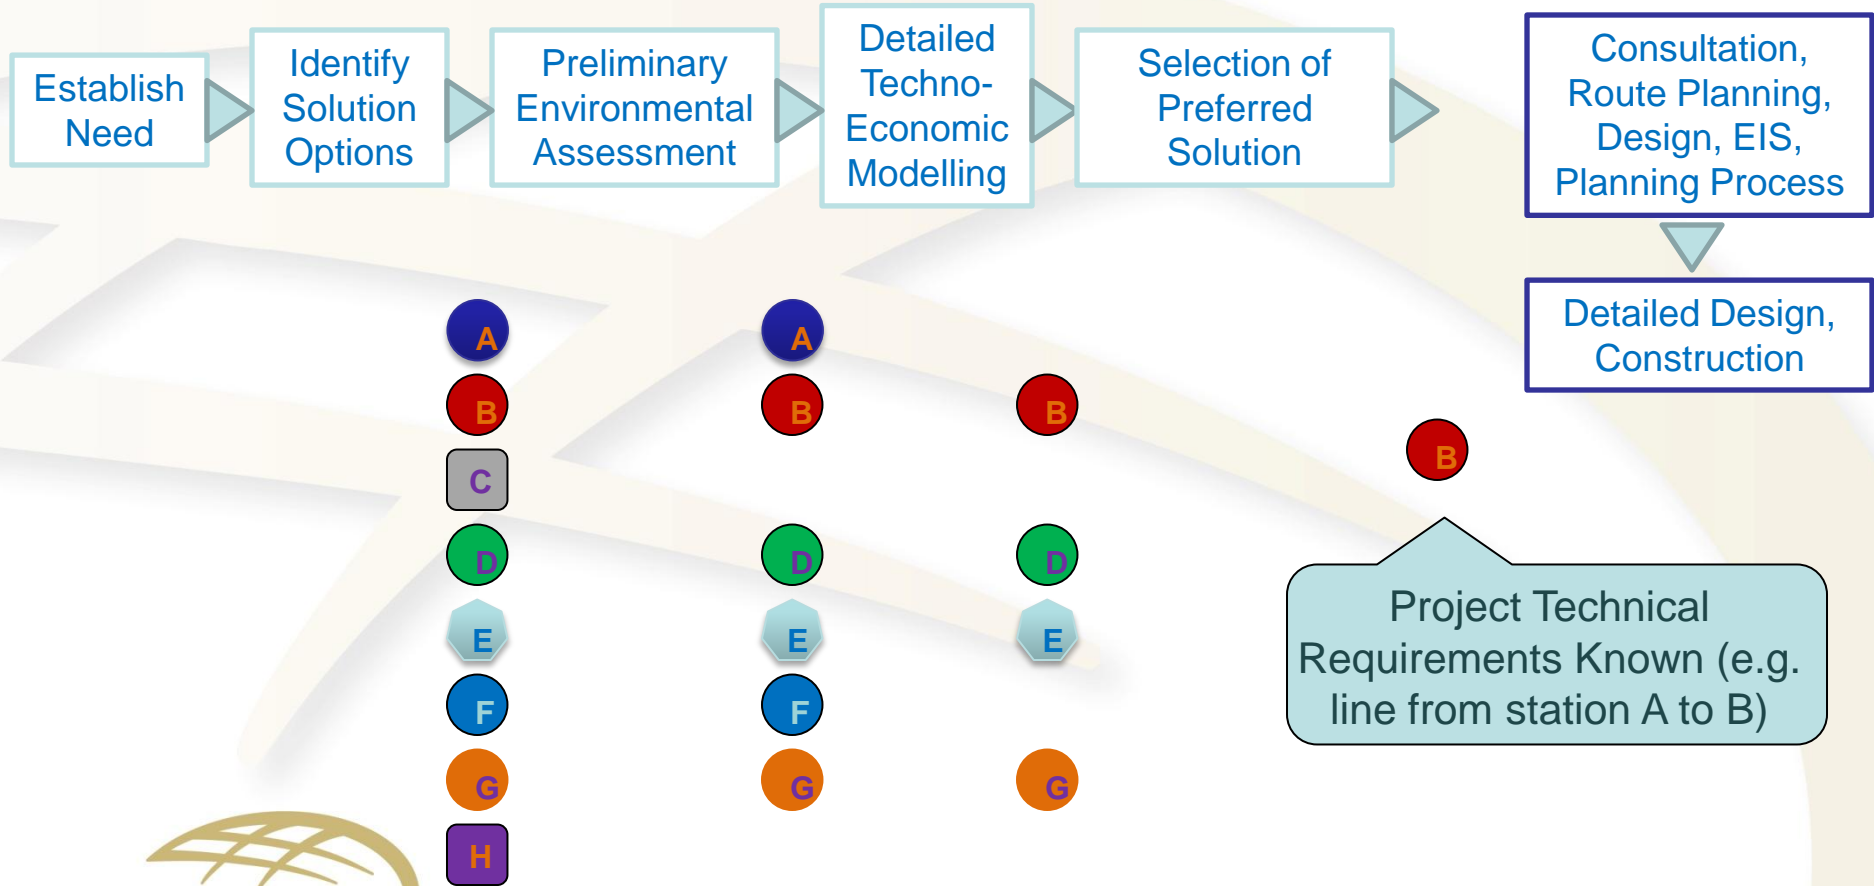 Establish
Need
Identify
Solution
Options
Preliminary
Environmental
Assessment
Detailed
Techno-
Economic
Modelling
Selection of
Preferred
Solution
Consultation,
Route Planning,
Design, EIS,
Planning Process
Detailed Design,
Construction
A A
B B B
B
C
D D D
E E E
F F
G G G
H
Project Technical
Requirements Known (e.g.
line from station A to B)